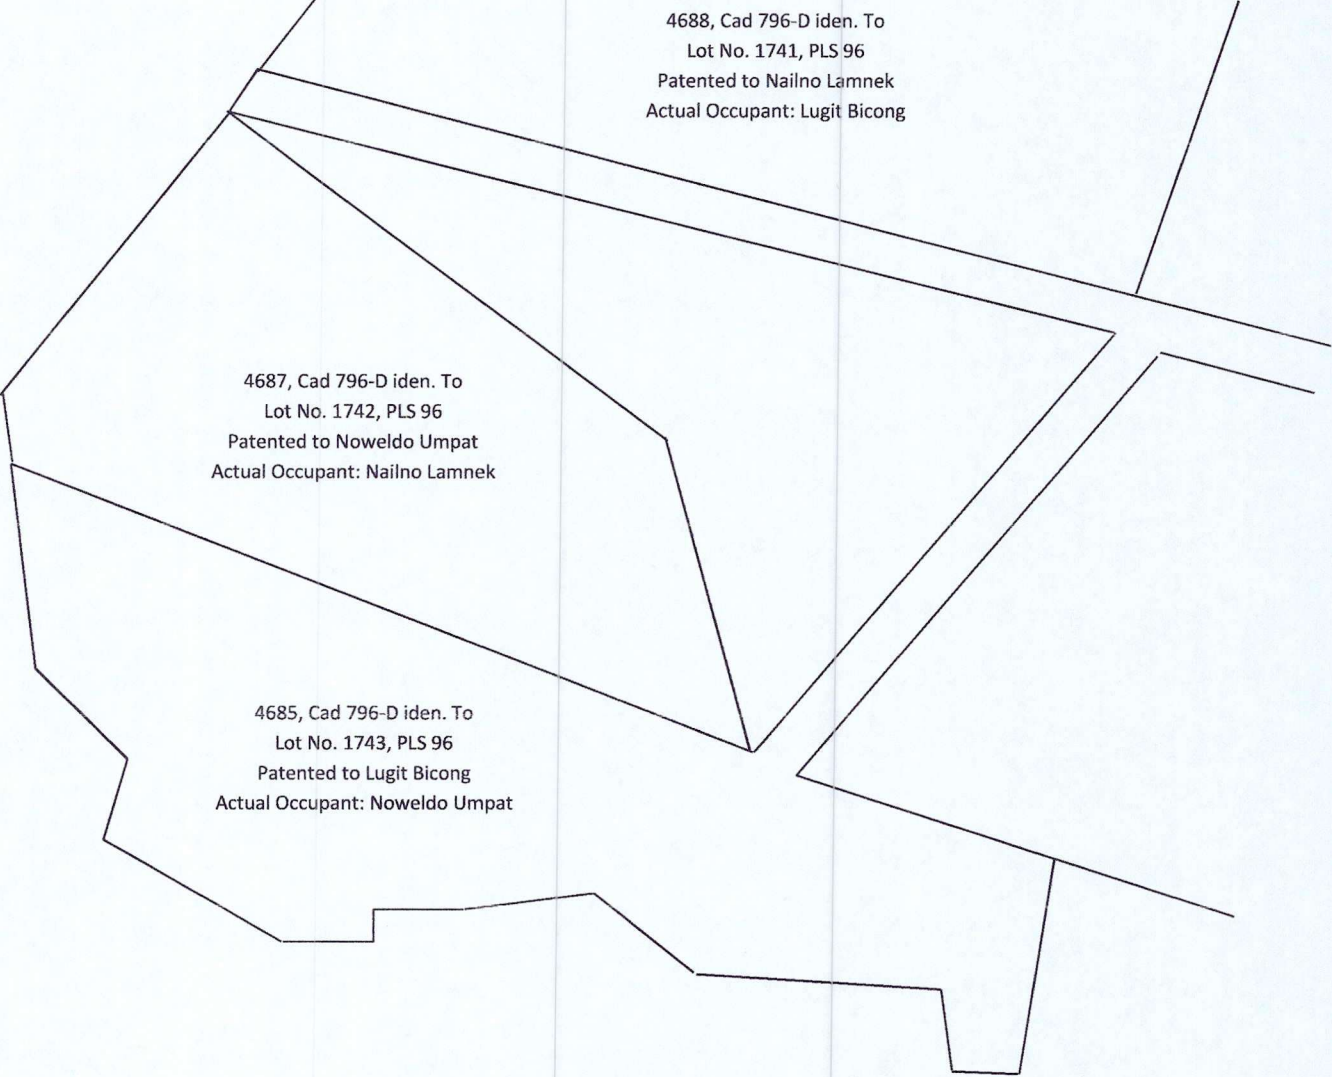 4688, Cad 796-D iden. To
Lot No. 1741, PLS 96
Patented to Nailno Lamnek
Actual Occupant: Lugit Bicong
4687, Cad 796-D iden. To
Lot No. 1742, PLS 96
Patented to Noweldo Umpat
Actual Occupant: Nailno Lamnek
4685, Cad 796-D iden. To
Lot No. 1743, PLS 96
Patented to Lugit Bicong
Actual Occupant: Noweldo Umpat